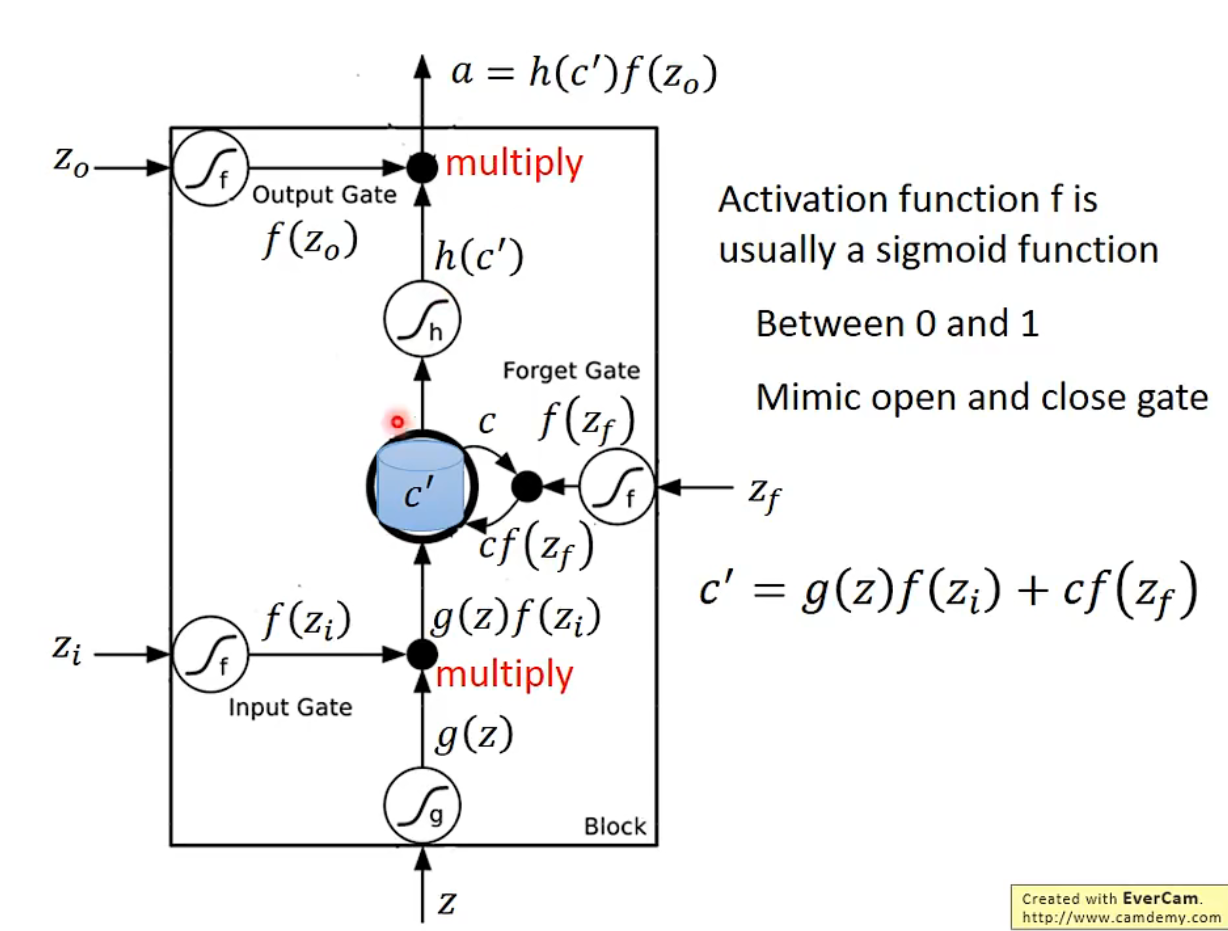 a = h(c′)f(z_o)
z_o
f
multiply
Output Gate
f(z_o)
h(c′)
h
Activation function f is
usually a sigmoid function
Between 0 and 1
Mimic open and close gate
Forget Gate
c
f(z_f)
c′
f
z_f
cf(z_f)
c′ = g(z)f(z_i) + cf(z_f)
f(z_i)
g(z)f(z_i)
z_i
f
multiply
Input Gate
g(z)
g
Block
z
Created with EverCam.
http://www.camdemy.com